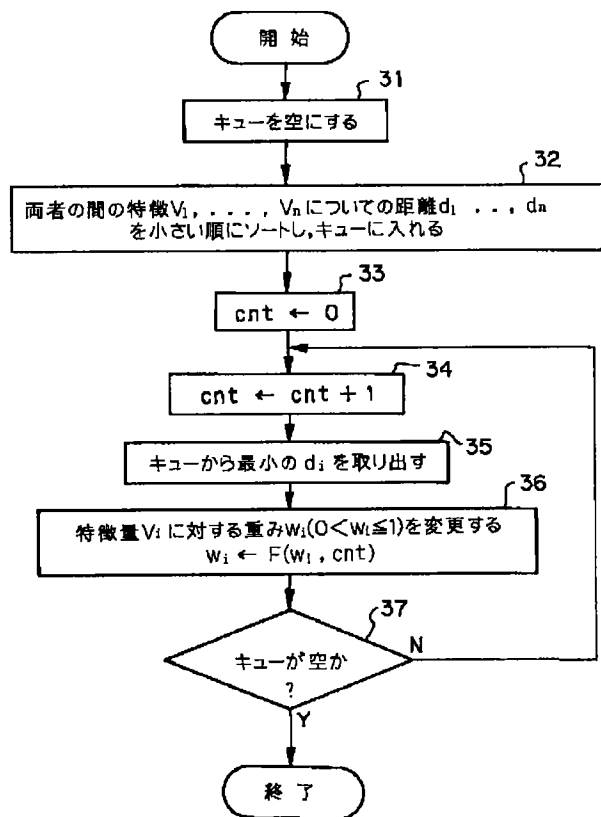 開始
31
キューを空にする
32
両者の間の特徴V1, . . . . , Vnについての距離d1 . . , dn
を小さい順にソートし,キューに入れる
33
cnt ← 0
34
cnt ← cnt + 1
35
キューから最小の di を取り出す
36
特徴量Vi に対する重みwi(0<wi≦1)を変更する
wi ← F(wi , cnt)
37
キューが空か
?
N
Y
終了